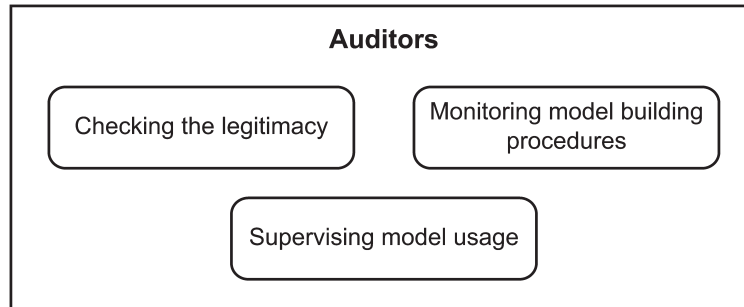 Auditors
Checking the legitimacy
Monitoring model building
procedures
Supervising model usage